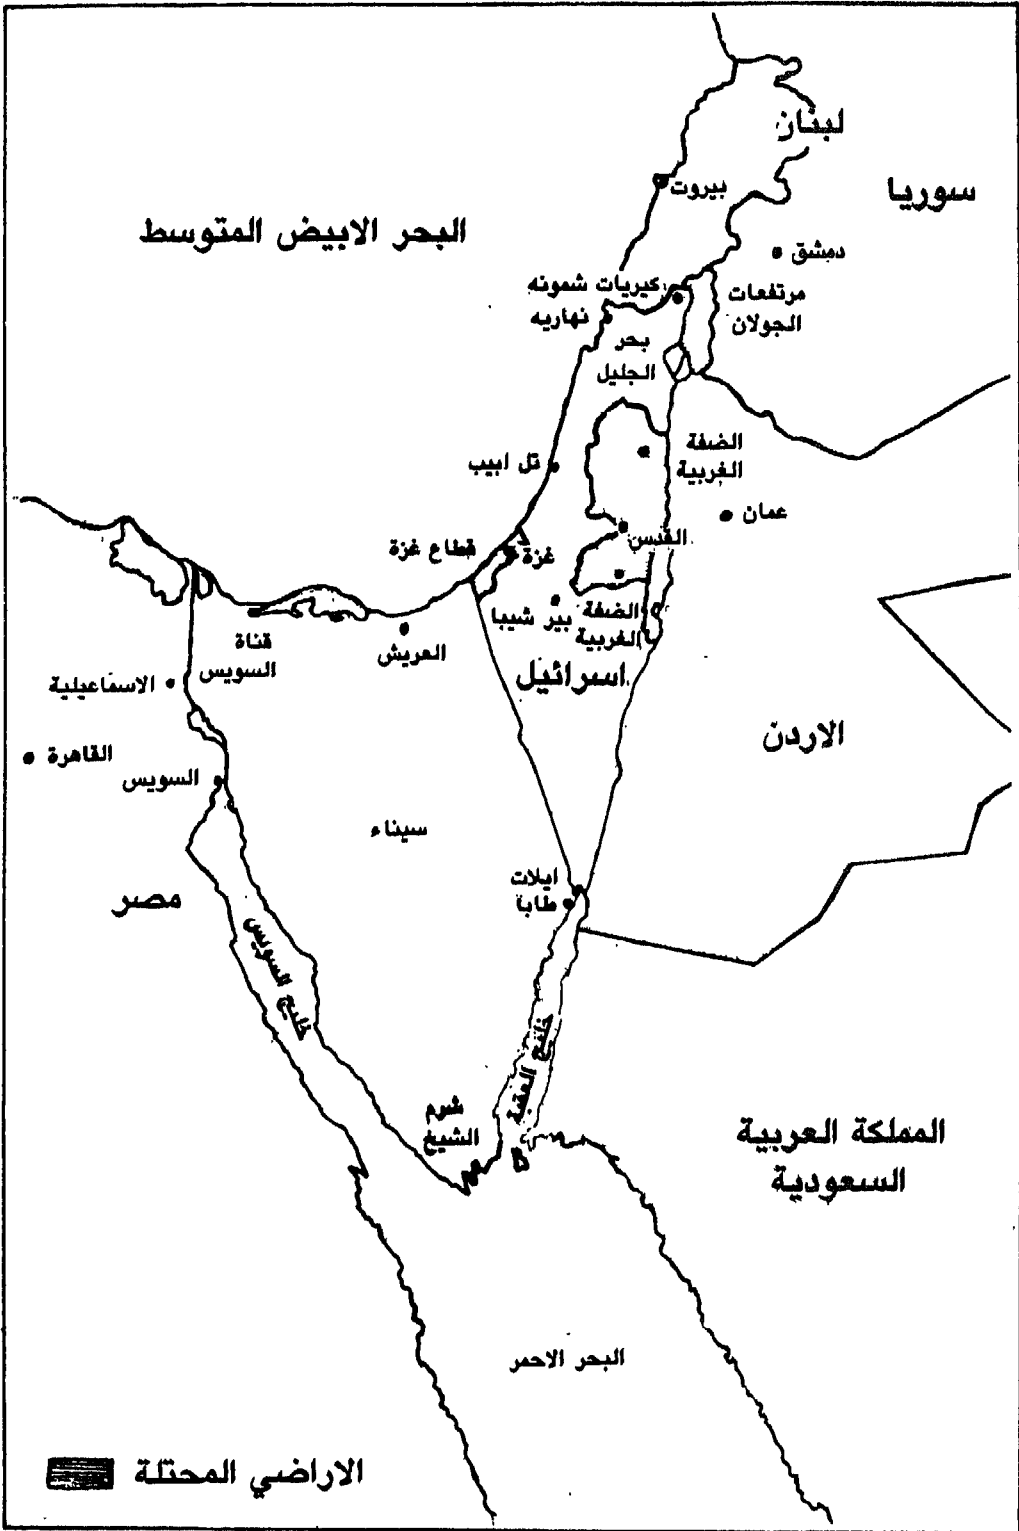 لبنان
سوريا
بيروت
البحر الابيض المتوسط
دمشق
كيريات شمونه
مرتفعات
الجولان
نهاريه
بحر
الجليل
الضفة
الغربية
تل ابيب
عمان
القدس
قطاع غزة
غزة
بير شيبا
الضفة
الغربية
العريش
قناة
السويس
اسرائيل
الاسماعيلية
الاردن
القاهرة
السويس
سيناء
ايلات
طابا
مصر
خليج السويس
خليج العقبة
شرم
الشيخ
المملكة العربية
السعودية
البحر الاحمر
الاراضي المحتلة